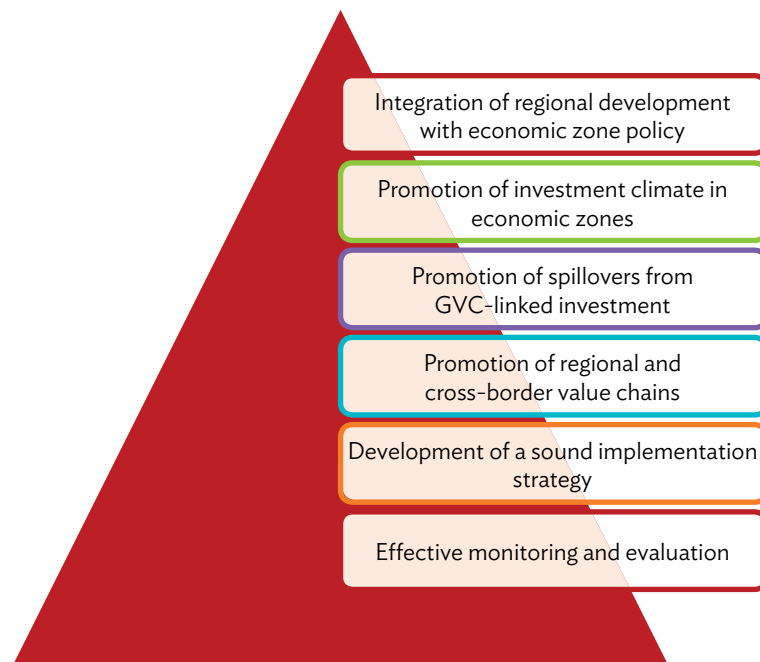 Integration of regional development
with economic zone policy
Promotion of investment climate in
economic zones
Promotion of spillovers from
GVC-linked investment
Promotion of regional and
cross-border value chains
Development of a sound implementation
strategy
Effective monitoring and evaluation